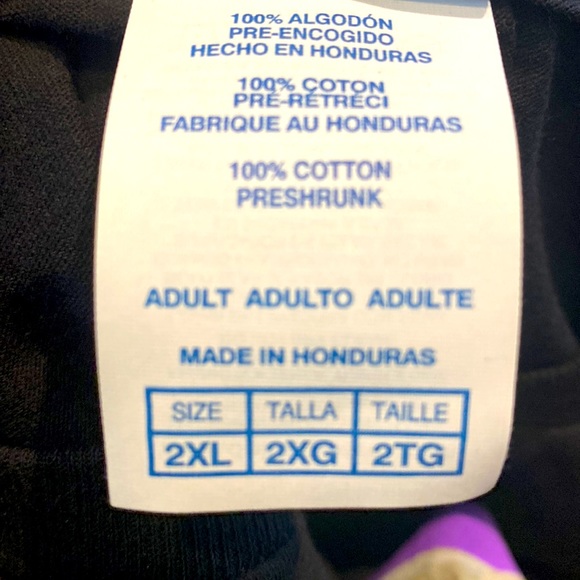 100% ALGODÓN
PRE-ENCOGIDO
HECHO EN HONDURAS
100% COTON
PRÉ-RÉTRÉCI
FABRIQUE AU HONDURAS
100% COTTON
PRESHRUNK
ADULT ADULTO ADULTE
MADE IN HONDURAS
SIZE TALLA TAILLE
2XL 2XG 2TG